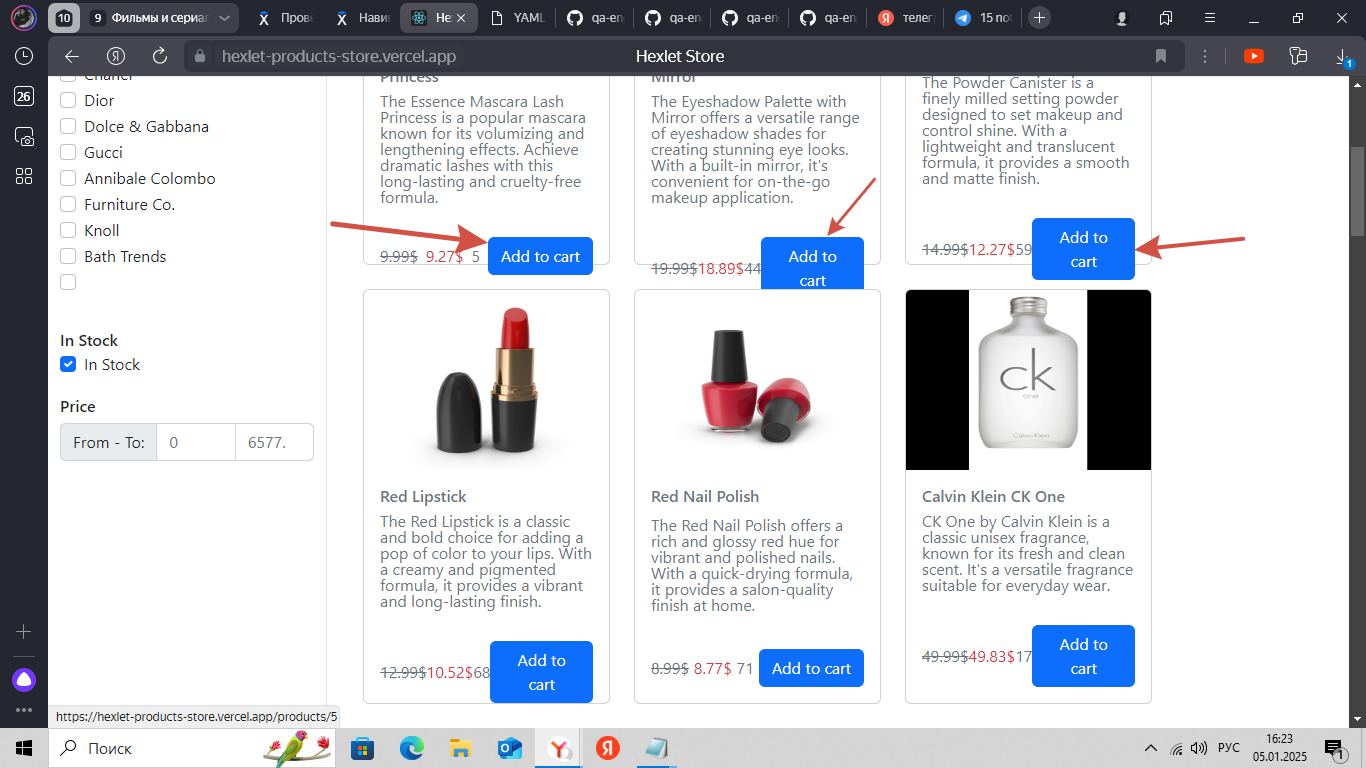 10
9 Фильмы и сериал
Прове
Навиг
Не
YAML
qa-en
qa-en
qa-en
qa-en
телег
15 но
hexlet-products-store.vercel.app
Hexlet Store
1
26
Chanel
Dior
Dolce & Gabbana
Gucci
Annibale Colombo
Furniture Co.
Knoll
Bath Trends
In Stock
In Stock
Price
From - To:
0
6577.
Princess
The Essence Mascara Lash
Princess is a popular mascara
known for its volumizing and
lengthening effects. Achieve
dramatic lashes with this
long-lasting and cruelty-free
formula.
9.99$ 9.27$ 5
Add to cart
Mirror
The Eyeshadow Palette with
Mirror offers a versatile range
of eyeshadow shades for
creating stunning eye looks.
With a built-in mirror, it's
convenient for on-the-go
makeup application.
19.99$18.89$44
Add to
cart
The Powder Canister is a
finely milled setting powder
designed to set makeup and
control shine. With a
lightweight and translucent
formula, it provides a smooth
and matte finish.
14.99$12.27$59
Add to
cart
Red Lipstick
The Red Lipstick is a classic
and bold choice for adding a
pop of color to your lips. With
a creamy and pigmented
formula, it provides a vibrant
and long-lasting finish.
12.99$10.52$68
Add to
cart
Red Nail Polish
The Red Nail Polish offers a
rich and glossy red hue for
vibrant and polished nails.
With a quick-drying formula,
it provides a salon-quality
finish at home.
8.99$ 8.77$ 71
Add to cart
ck
one
Calvin Klein
Calvin Klein CK One
CK One by Calvin Klein is a
classic unisex fragrance,
known for its fresh and clean
scent. It's a versatile fragrance
suitable for everyday wear.
49.99$49.83$17
Add to
cart
https://hexlet-products-store.vercel.app/products/5
Поиск
РУС
16:23
05.01.2025
1